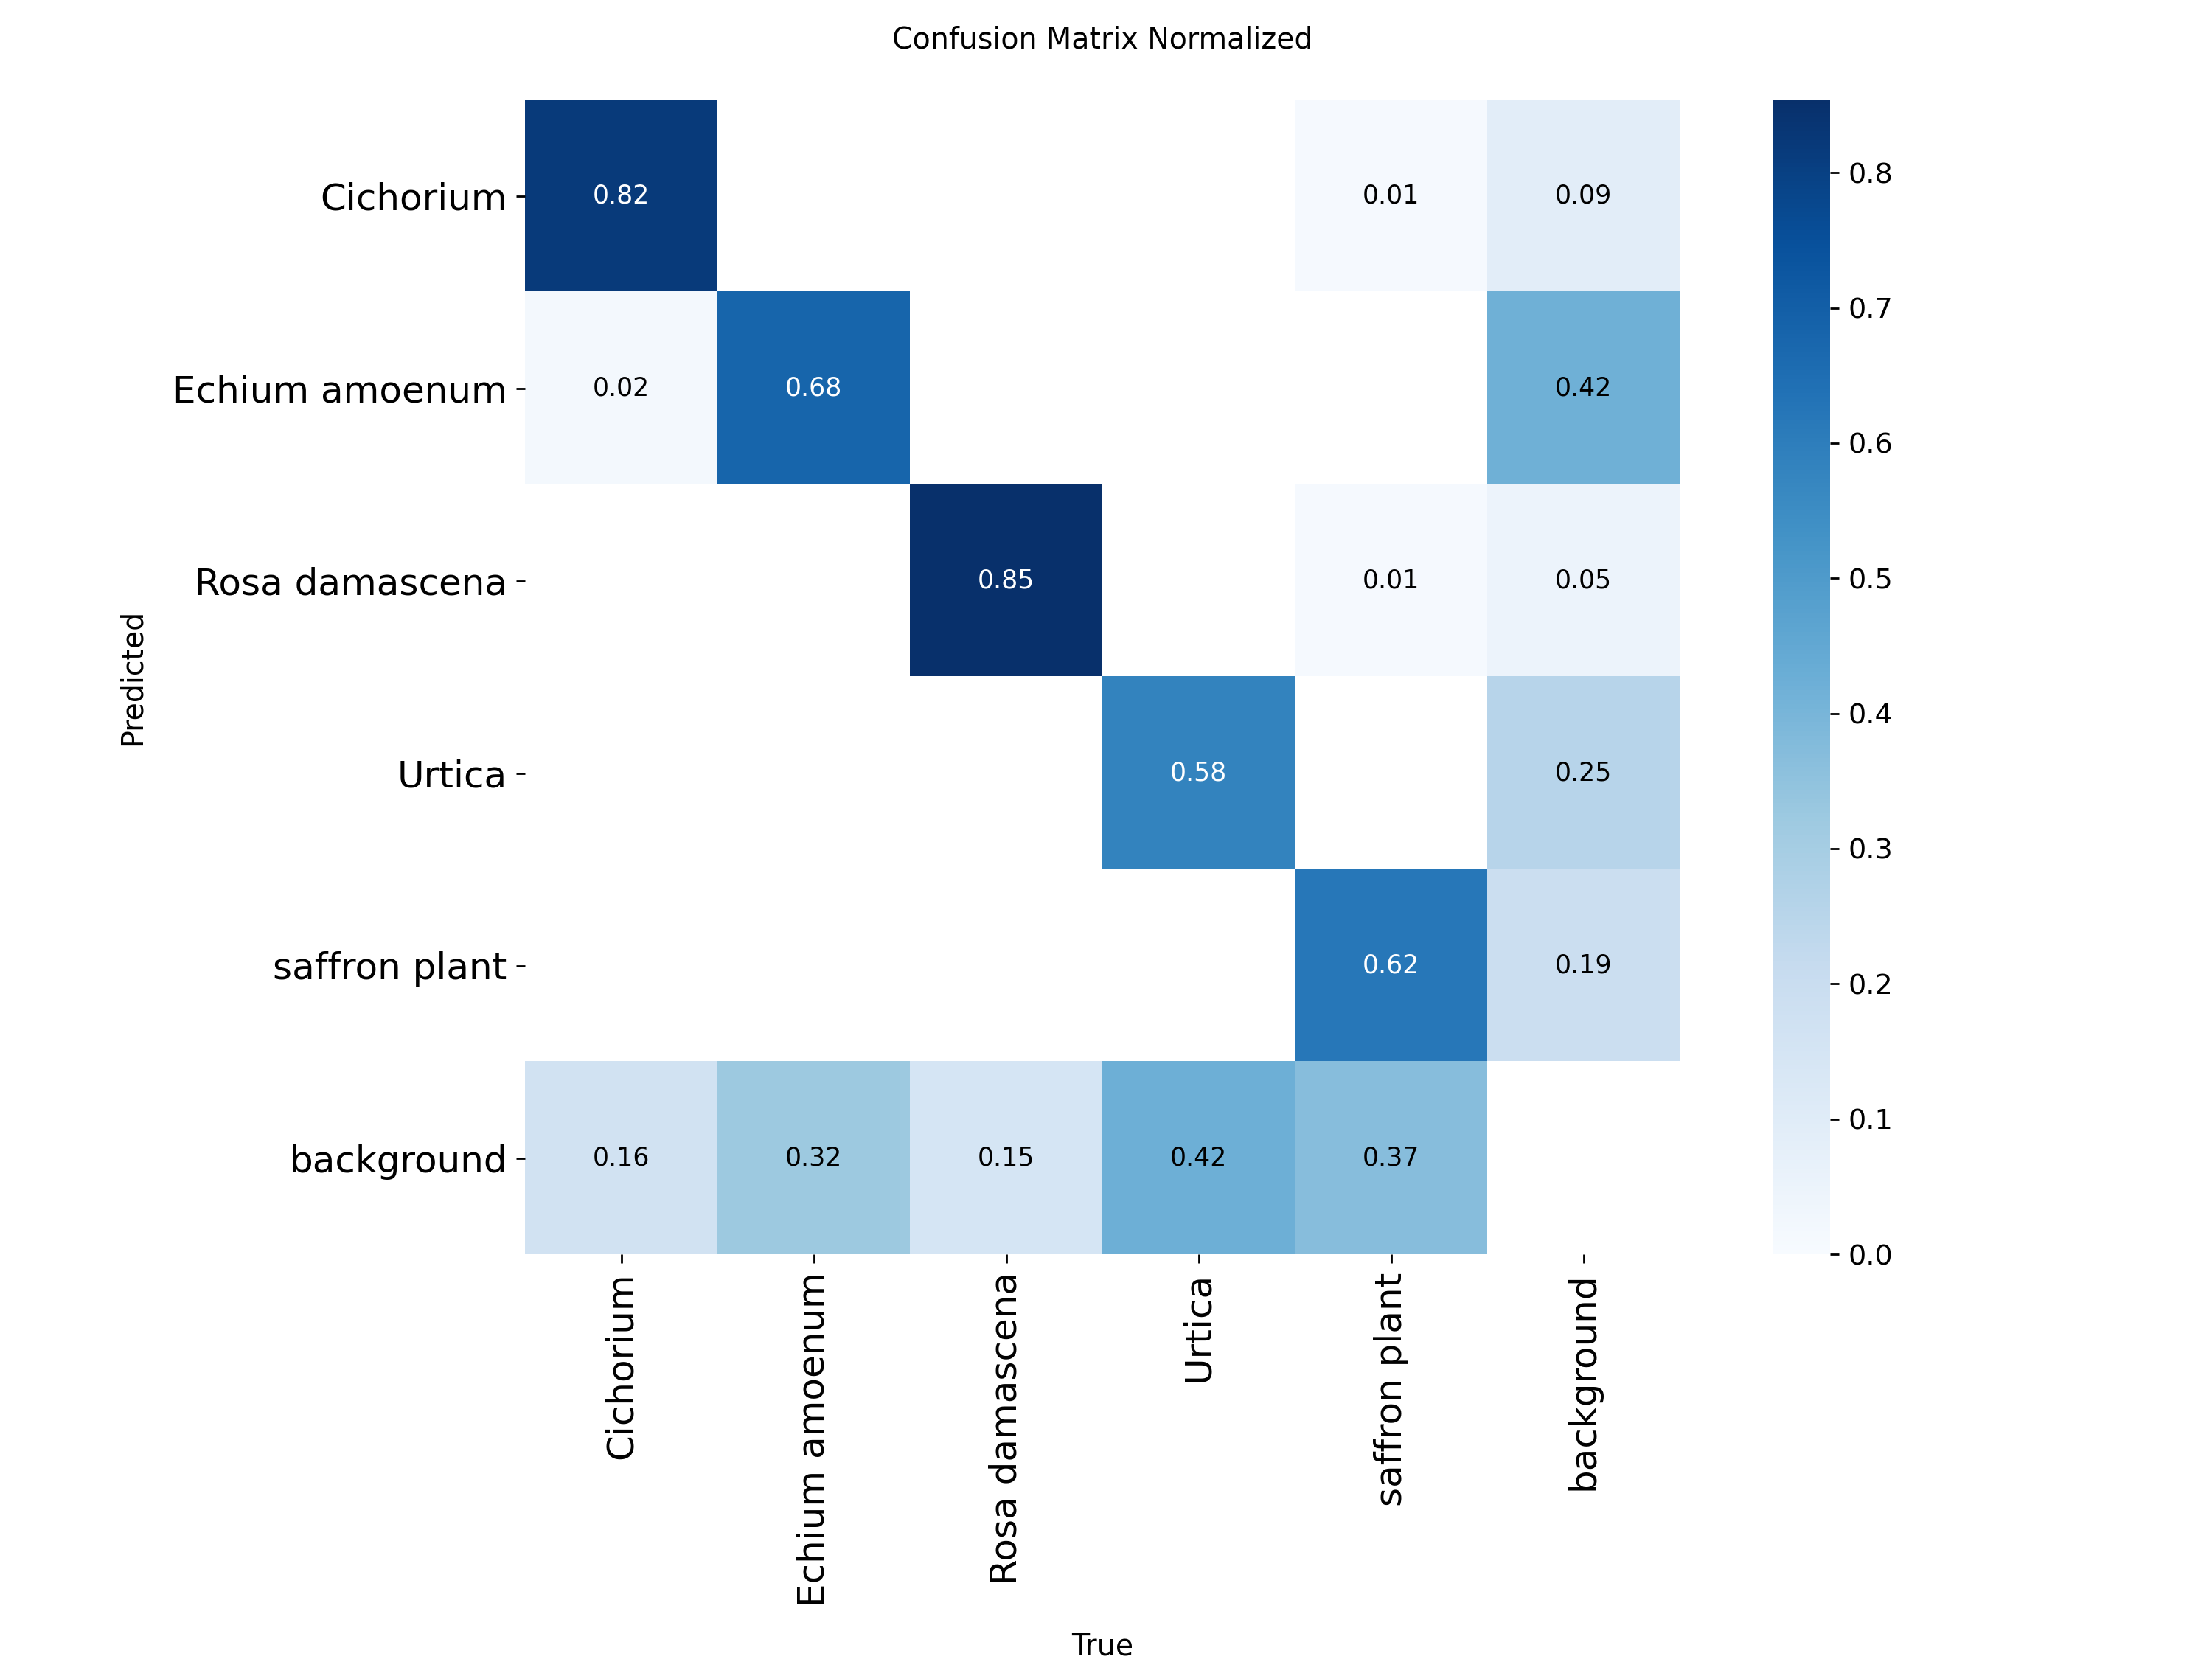 Confusion Matrix Normalized
Cichorium
0.82
0.01
0.09
Echium amoenum
0.02
0.68
0.42
Rosa damascena
0.85
0.01
0.05
Urtica
0.58
0.25
saffron plant
0.62
0.19
background
0.16
0.32
0.15
0.42
0.37
Predicted
Cichorium
Echium amoenum
Rosa damascena
Urtica
saffron plant
background
True
0.8
0.7
0.6
0.5
0.4
0.3
0.2
0.1
0.0